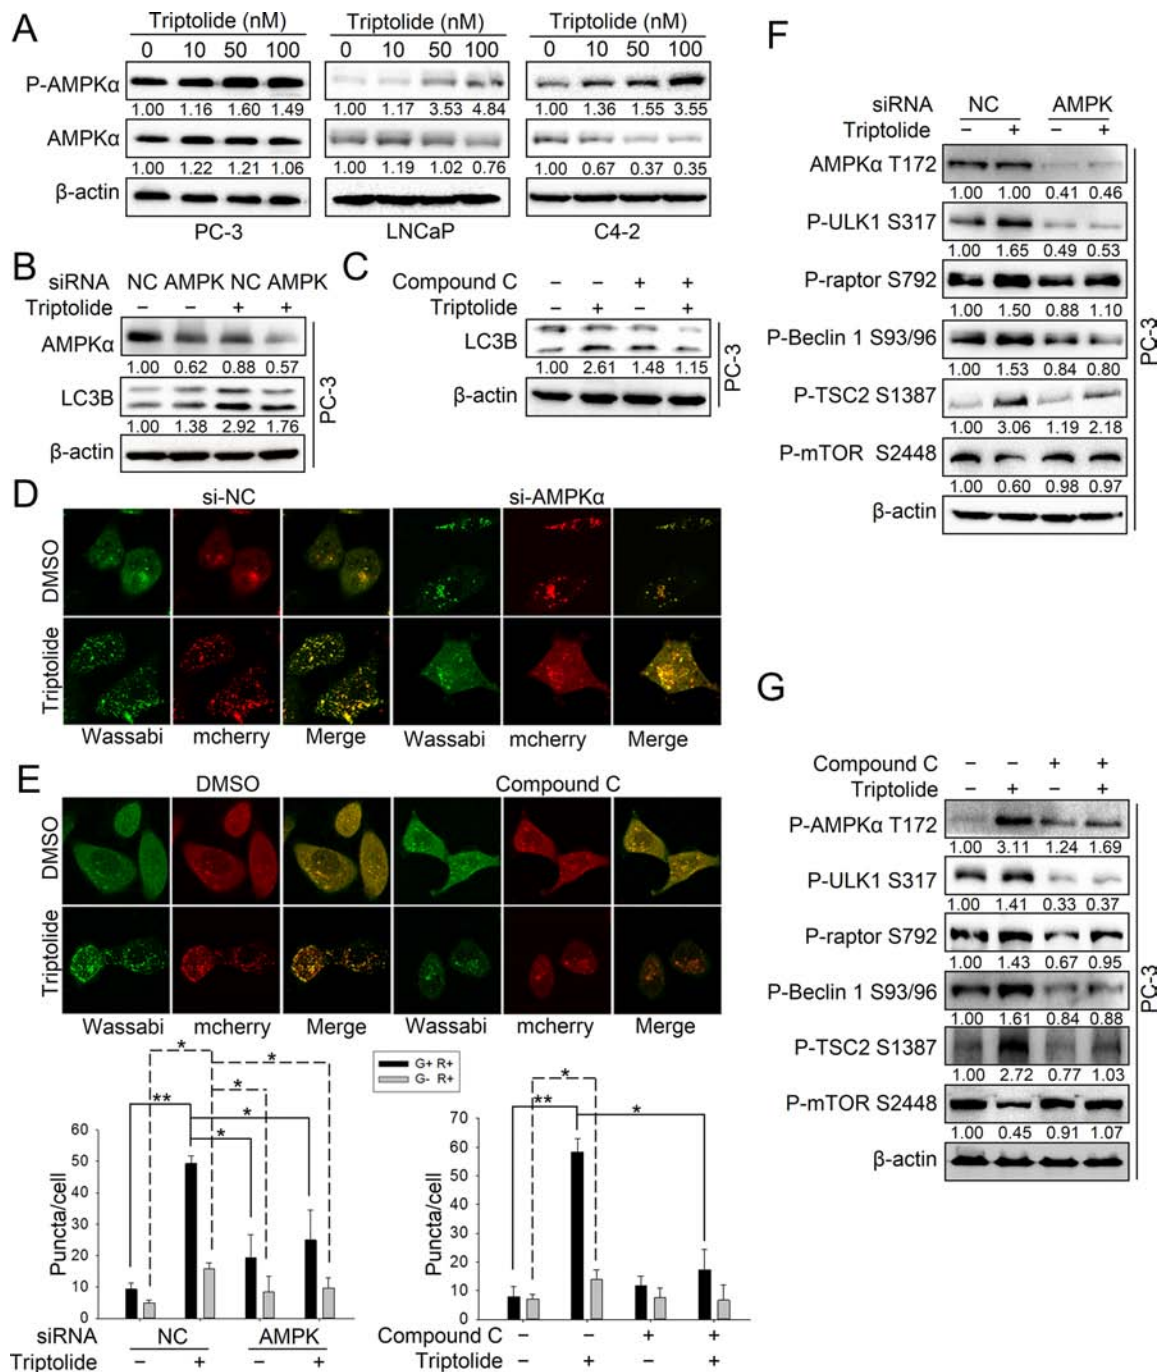 A
Triptolide (nM) Triptolide (nM) Triptolide (nM)
0 10 50 100 0 10 50 100 0 10 50 100
P-AMPKα
1.00 1.16 1.60 1.49 1.00 1.17 3.53 4.84 1.00 1.36 1.55 3.55
AMPKα
1.00 1.22 1.21 1.06 1.00 1.19 1.02 0.76 1.00 0.67 0.37 0.35
β-actin
PC-3 LNCaP C4-2
B
siRNA NC AMPK NC AMPK
Triptolide − − + +
AMPKα
1.00 0.62 0.88 0.57
LC3B
1.00 1.38 2.92 1.76
β-actin
PC-3
C
Compound C − − + +
Triptolide − + − +
LC3B
1.00 2.61 1.48 1.15
β-actin
PC-3
D
si-NC si-AMPKα
DMSO
Triptolide
Wassabi mcherry Merge Wassabi mcherry Merge
E
DMSO Compound C
DMSO
Triptolide
Wassabi mcherry Merge Wassabi mcherry Merge
G+ R+
G- R+
* *
** * *
*
Puncta/cell
60
50
40
30
20
10
0
siRNA NC AMPK
Triptolide − + − +
*
** *
Puncta/cell
70
60
50
40
30
20
10
0
Compound C − − + +
Triptolide − + − +
F
siRNA NC AMPK
Triptolide − + − +
AMPKα T172
1.00 1.00 0.41 0.46
P-ULK1 S317
1.00 1.65 0.49 0.53
P-raptor S792
1.00 1.50 0.88 1.10
P-Beclin 1 S93/96
1.00 1.53 0.84 0.80
P-TSC2 S1387
1.00 3.06 1.19 2.18
P-mTOR S2448
1.00 0.60 0.98 0.97
β-actin
PC-3
G
Compound C − − + +
Triptolide − + − +
P-AMPKα T172
1.00 3.11 1.24 1.69
P-ULK1 S317
1.00 1.41 0.33 0.37
P-raptor S792
1.00 1.43 0.67 0.95
P-Beclin 1 S93/96
1.00 1.61 0.84 0.88
P-TSC2 S1387
1.00 2.72 0.77 1.03
P-mTOR S2448
1.00 0.45 0.91 1.07
β-actin
PC-3